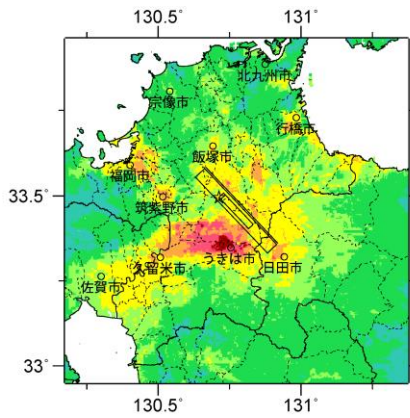 130.5˚ 131˚
北九州市
宗像市
行橋市
飯塚市
福岡市
33.5˚
筑紫野市
うきは市
久留米市 日田市
佐賀市
33˚
130.5˚ 131˚